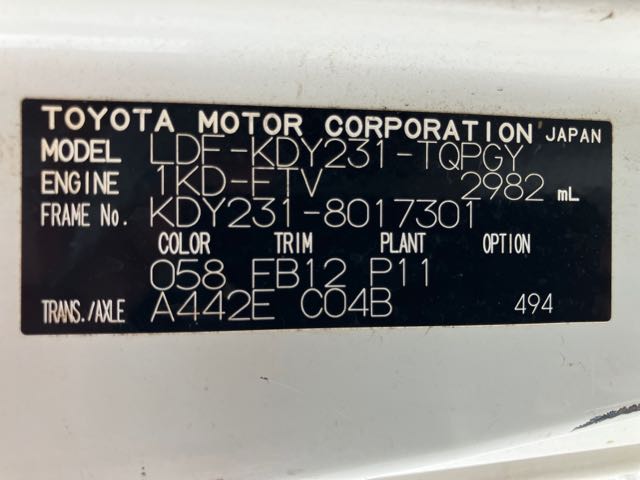 TOYOTA MOTOR CORPORATION JAPAN
MODEL LDF-KDY231-TQPGY
ENGINE 1KD-FTV 2982 mL
FRAME No. KDY231-8017301
COLOR TRIM PLANT OPTION
058 FB12 P11
TRANS./AXLE A442E C04B 494